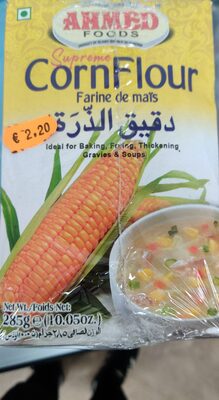 AHMED
FOODS
Supreme
CornFlour
Farine de maïs
دقيق الذَرَة
€ 2.20
Ideal for Baking, Frying, Thickening
Gravies & Soups
Net Wt./Poids Net:
285g e (10.05oz.)